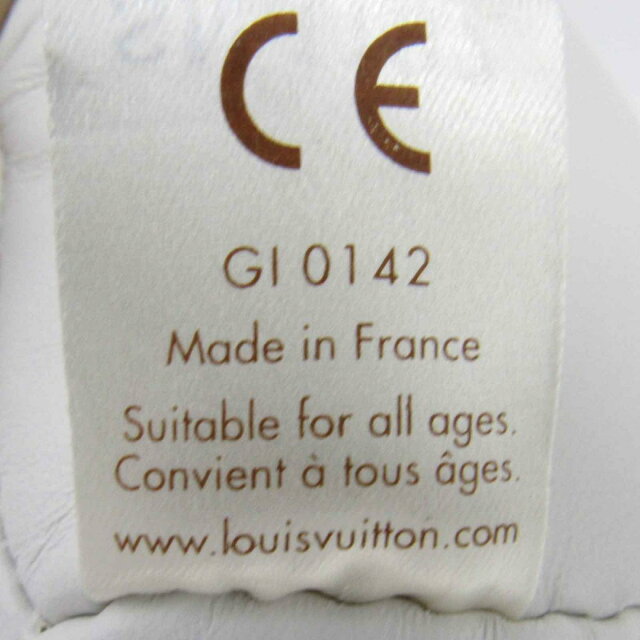 CE
GI 0142
Made in France
Suitable for all ages.
Convient à tous âges.
www.louisvuitton.com